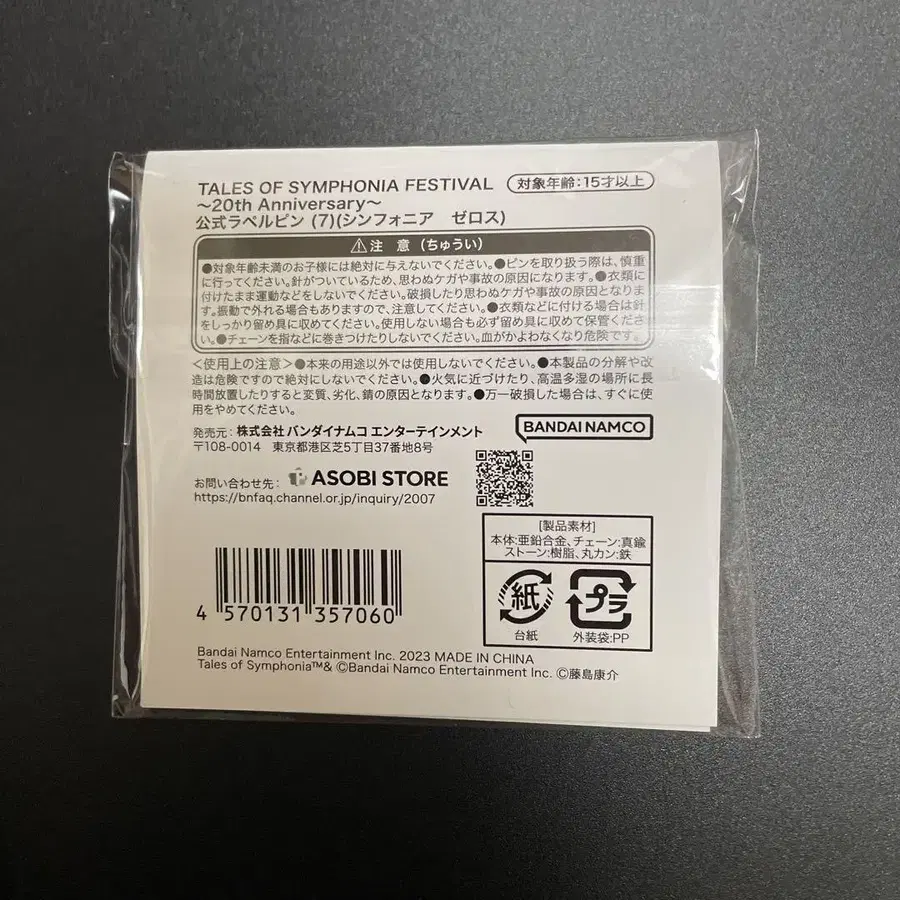 TALES OF SYMPHONIA FESTIVAL
対象年齢:15才以上
~20th Anniversary~
公式ラペルピン (7)(シンフォニア ゼロス)
⚠注 意 (ちゅうい)
●対象年齢未満のお子様には絶対に与えないでください。●ピンを取り扱う際は、慎重
に行ってください。針がついているため、思わぬケガや事故の原因になります。●衣類に
付けたまま運動などをしないでください。破損したり思わぬケガや事故の原因となりま
す。振動で外れる場合もありますので、注意してください。●衣類などに付ける場合は針
をしっかり留め具に収めてください。使用しない場合も必ず留め具に収めて保管くださ
い。●チェーンを指などに巻きつけたりしないでください。血がかよわなくなり危険です。
<使用上の注意>●本来の用途以外では使用しないでください。●本製品の分解や改
造は危険ですので絶対にしないでください。●火気に近づけたり、高温多湿の場所に長
時間放置したりすると変質、劣化、錆の原因となります。●万一破損した場合は、すぐに使
用をやめてください。
発売元:株式会社 バンダイナムコ エンターテインメント
〒108-0014 東京都港区芝5丁目37番地8号
BANDAI NAMCO
お問い合わせ先: ASOBI STORE
https://bnfaq.channel.or.jp/inquiry/2007
[製品素材]
本体:亜鉛合金、チェーン:真鍮
ストーン:樹脂、丸カン:鉄
紙
プラ
台紙
外装袋:PP
4 570131 357060
Bandai Namco Entertainment Inc. 2023 MADE IN CHINA
Tales of Symphonia™& ©Bandai Namco Entertainment Inc. ©藤島康介